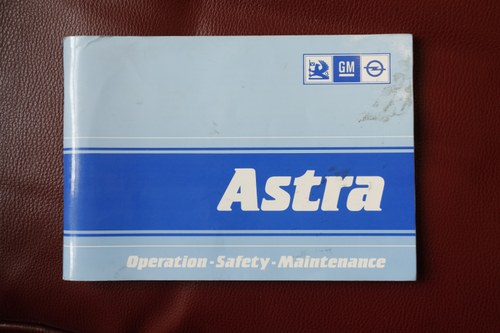 GM
Astra
Operation - Safety - Maintenance